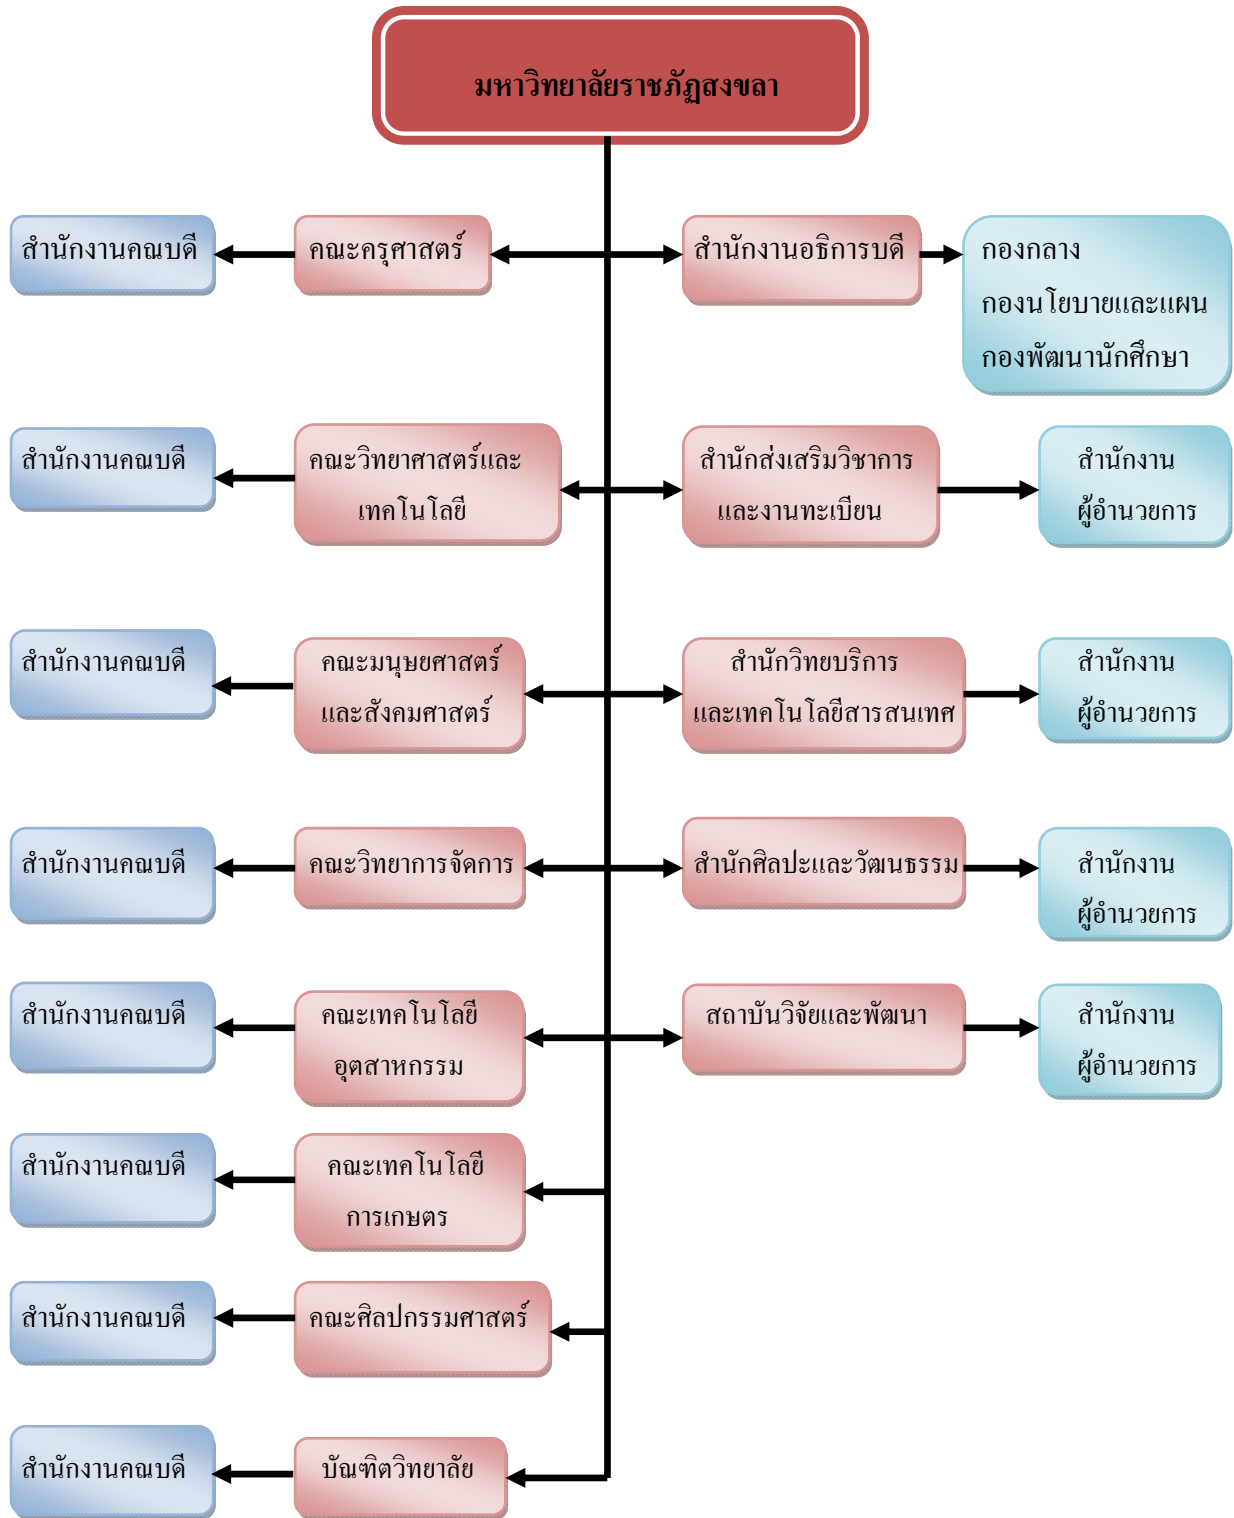 มหาวิทยาลัยราชภัฏสงขลา
สำนักงานคณบดี
คณะครุศาสตร์
สำนักงานอธิการบดี
กองกลาง
กองนโยบายและแผน
กองพัฒนานักศึกษา
สำนักงานคณบดี
คณะวิทยาศาสตร์และ
เทคโนโลยี
สำนักส่งเสริมวิชาการ
และงานทะเบียน
สำนักงาน
ผู้อำนวยการ
สำนักงานคณบดี
คณะมนุษยศาสตร์
และสังคมศาสตร์
สำนักวิทยบริการ
และเทคโนโลยีสารสนเทศ
สำนักงาน
ผู้อำนวยการ
สำนักงานคณบดี
คณะวิทยาการจัดการ
สำนักศิลปะและวัฒนธรรม
สำนักงาน
ผู้อำนวยการ
สำนักงานคณบดี
คณะเทคโนโลยี
อุตสาหกรรม
สถาบันวิจัยและพัฒนา
สำนักงาน
ผู้อำนวยการ
สำนักงานคณบดี
คณะเทคโนโลยี
การเกษตร
สำนักงานคณบดี
คณะศิลปกรรมศาสตร์
สำนักงานคณบดี
บัณฑิตวิทยาลัย